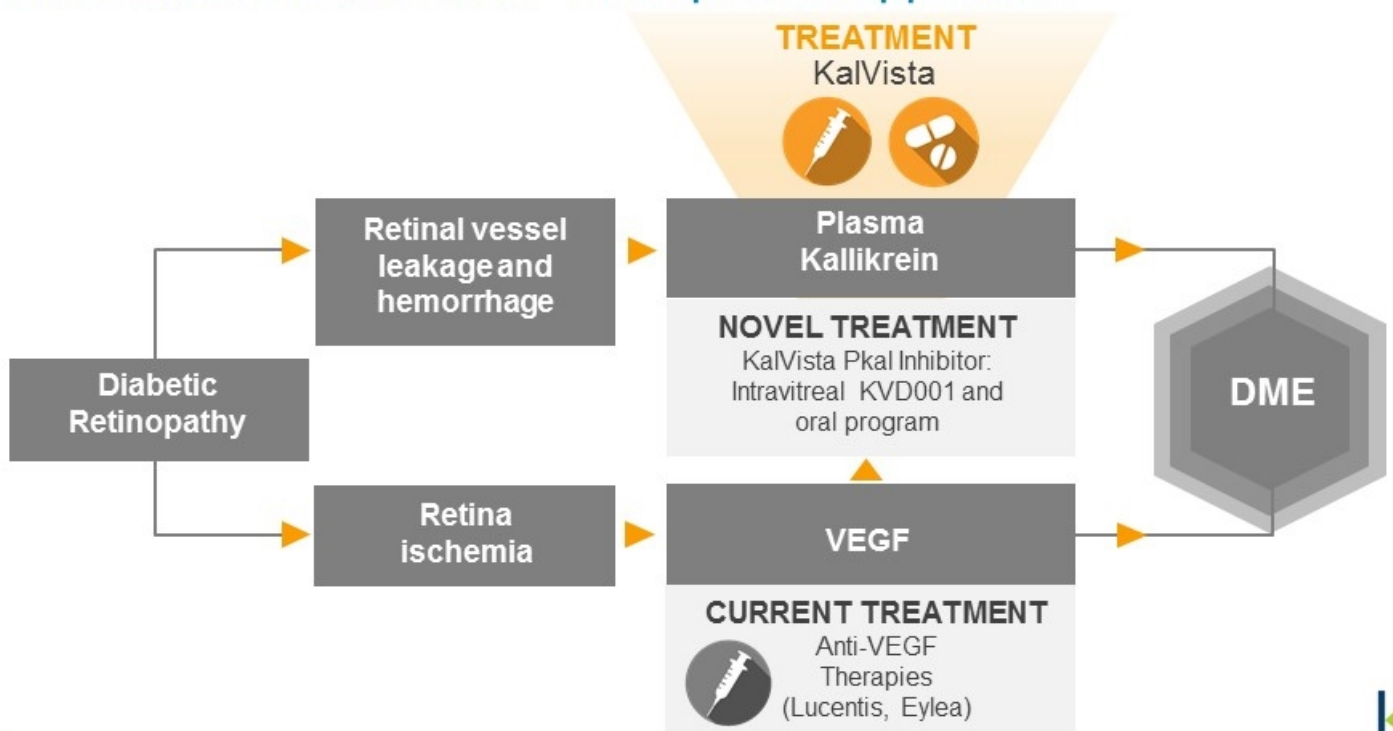 TREATMENT
KalVista
Retinal vessel
leakage and
hemorrhage
Plasma
Kallikrein
NOVEL TREATMENT
KalVista Pkal Inhibitor:
Intravitreal KVD001 and
oral program
Diabetic
Retinopathy
DME
Retina
ischemia
VEGF
CURRENT TREATMENT
Anti-VEGF
Therapies
(Lucentis, Eylea)